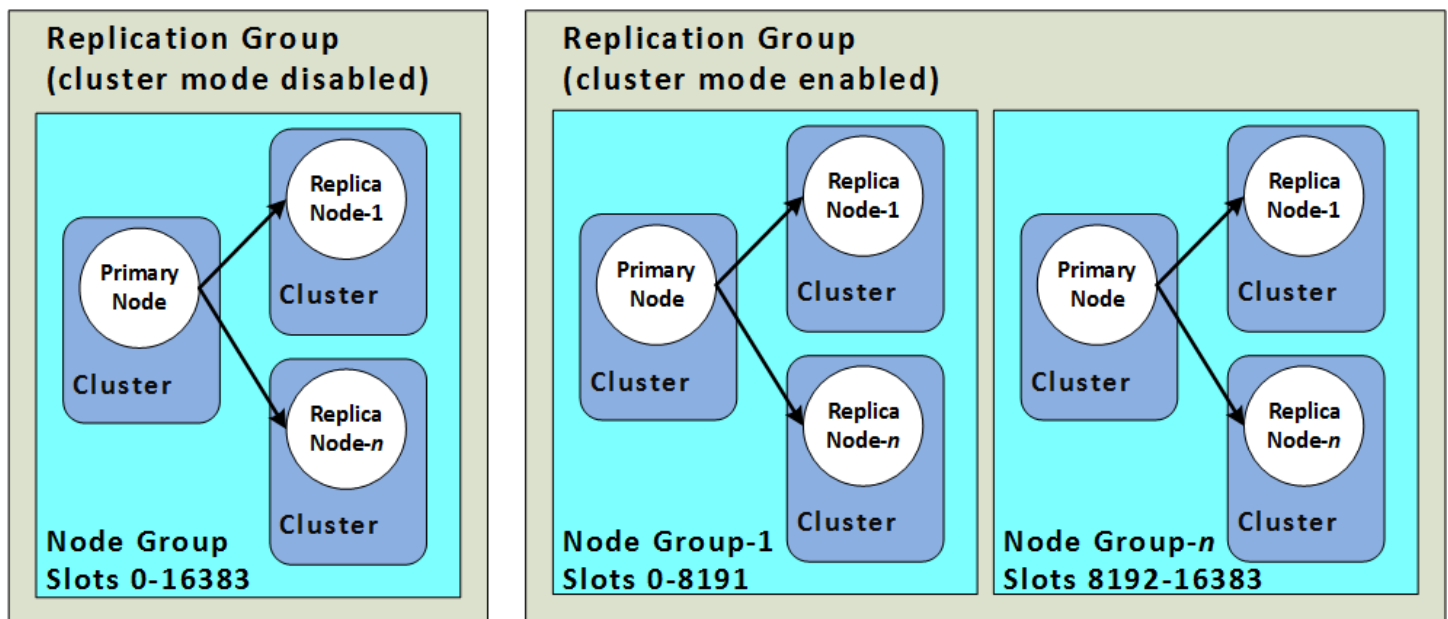 Replication Group
(cluster mode disabled)
Replica
Node-1
Cluster
Primary
Node
Cluster
Replica
Node-n
Cluster
Node Group
Slots 0-16383
Replication Group
(cluster mode enabled)
Replica
Node-1
Cluster
Primary
Node
Cluster
Replica
Node-n
Cluster
Node Group-1
Slots 0-8191
Replica
Node-1
Cluster
Primary
Node
Cluster
Replica
Node-n
Cluster
Node Group-n
Slots 8192-16383